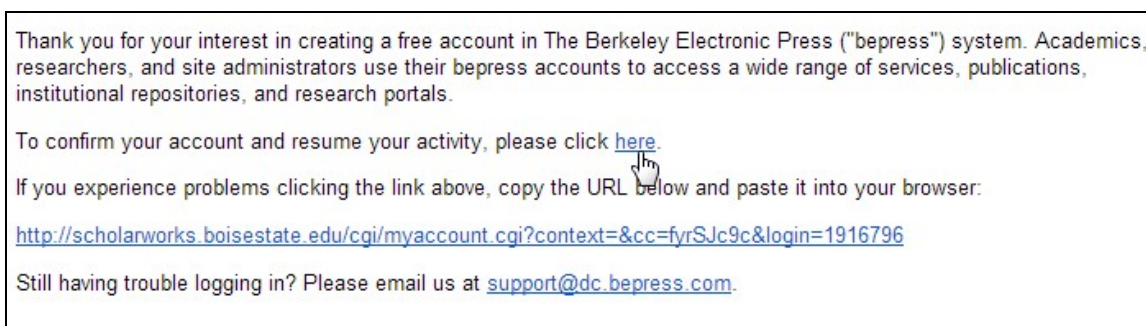 Thank you for your interest in creating a free account in The Berkeley Electronic Press ("bepress") system. Academics,
researchers, and site administrators use their bepress accounts to access a wide range of services, publications,
institutional repositories, and research portals.
To confirm your account and resume your activity, please click here.
If you experience problems clicking the link above, copy the URL below and paste it into your browser:
http://scholarworks.boisestate.edu/cgi/myaccount.cgi?context=&cc=fyrSJc9c&login=1916796
Still having trouble logging in? Please email us at support@dc.bepress.com.